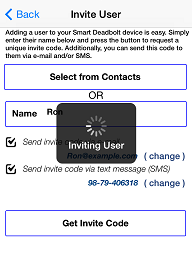 Back
Invite User
Adding a user to your Smart Deadbolt device is easy. Simply
enter their name below and press the button to request a
unique invite code. Additionally, you can send this code to
them via e-mail and/or SMS.
Select from Contacts
OR
Name Ron
Inviting User
Send invite
Ron@example.com ( change )
Send invite code via text message (SMS)
98-79-406318 ( change )
Get Invite Code